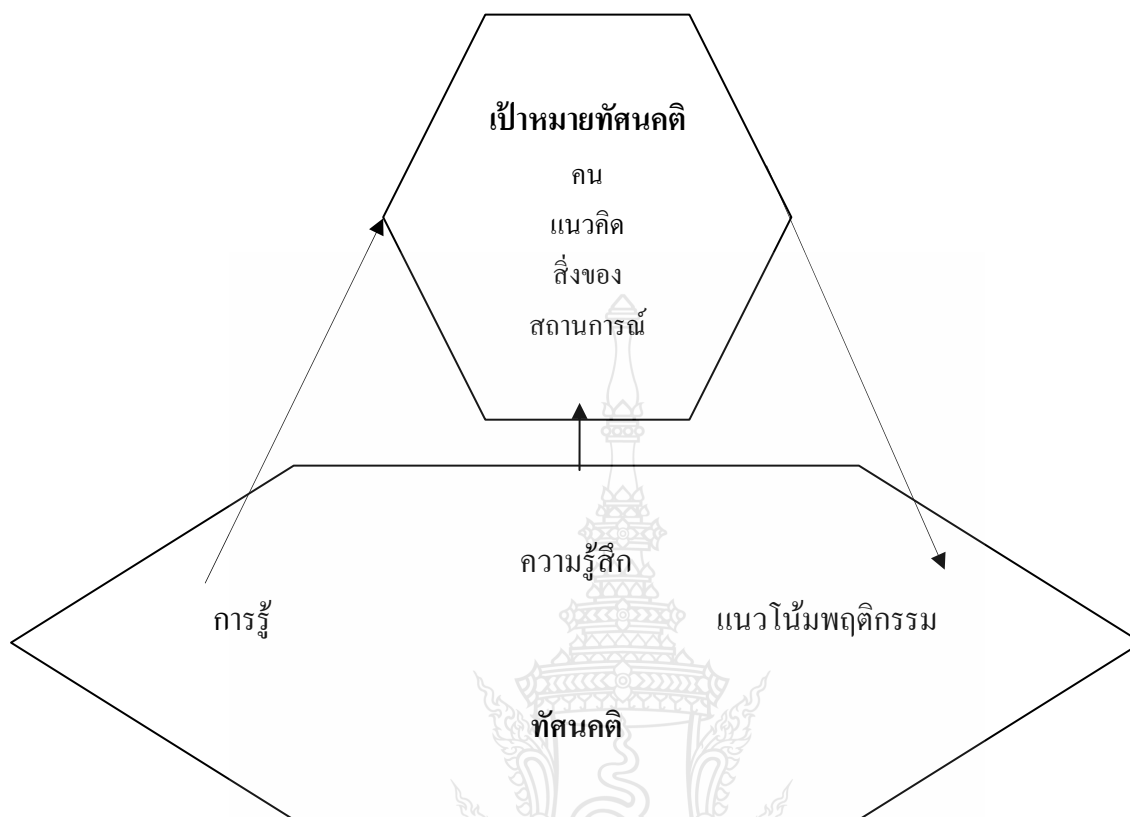 เป้าหมายทัศนคติ
คน
แนวคิด
สิ่งของ
สถานการณ์
ความรู้สึก
การรู้
แนวโน้มพฤติกรรม
ทัศนคติ